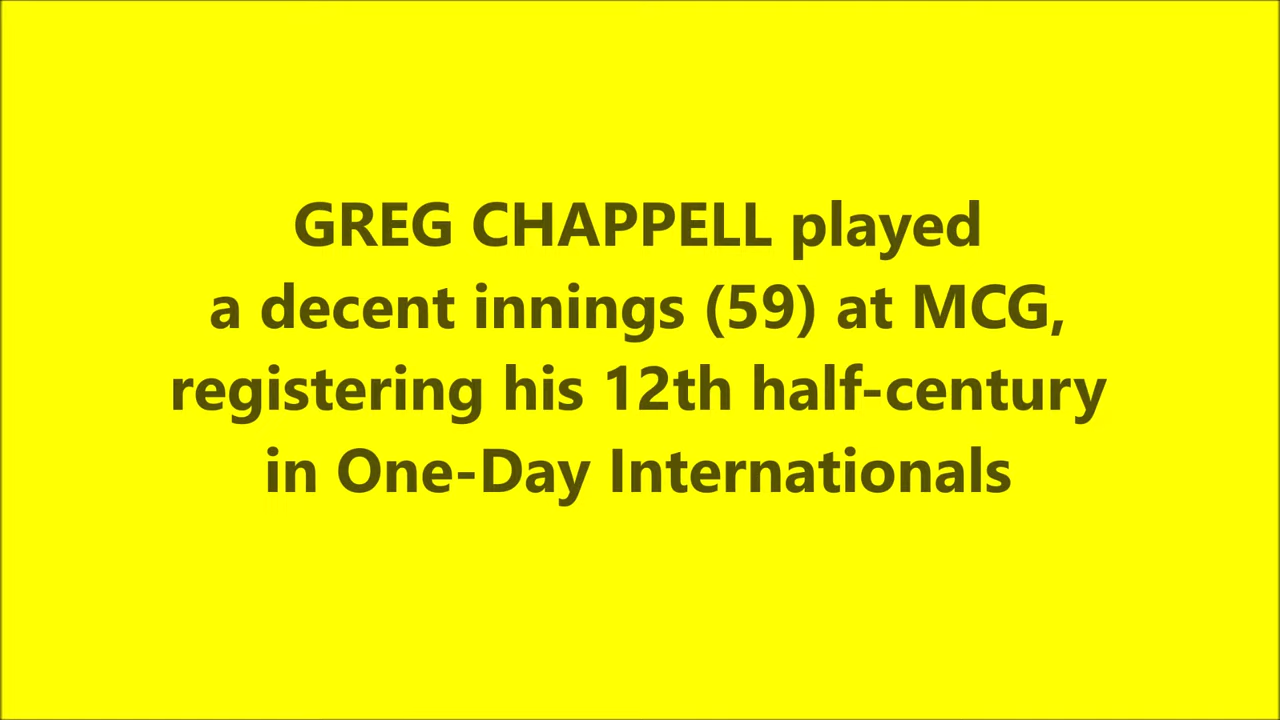 GREG CHAPPELL played
a decent innings (59) at MCG,
registering his 12th half-century
in One-Day Internationals